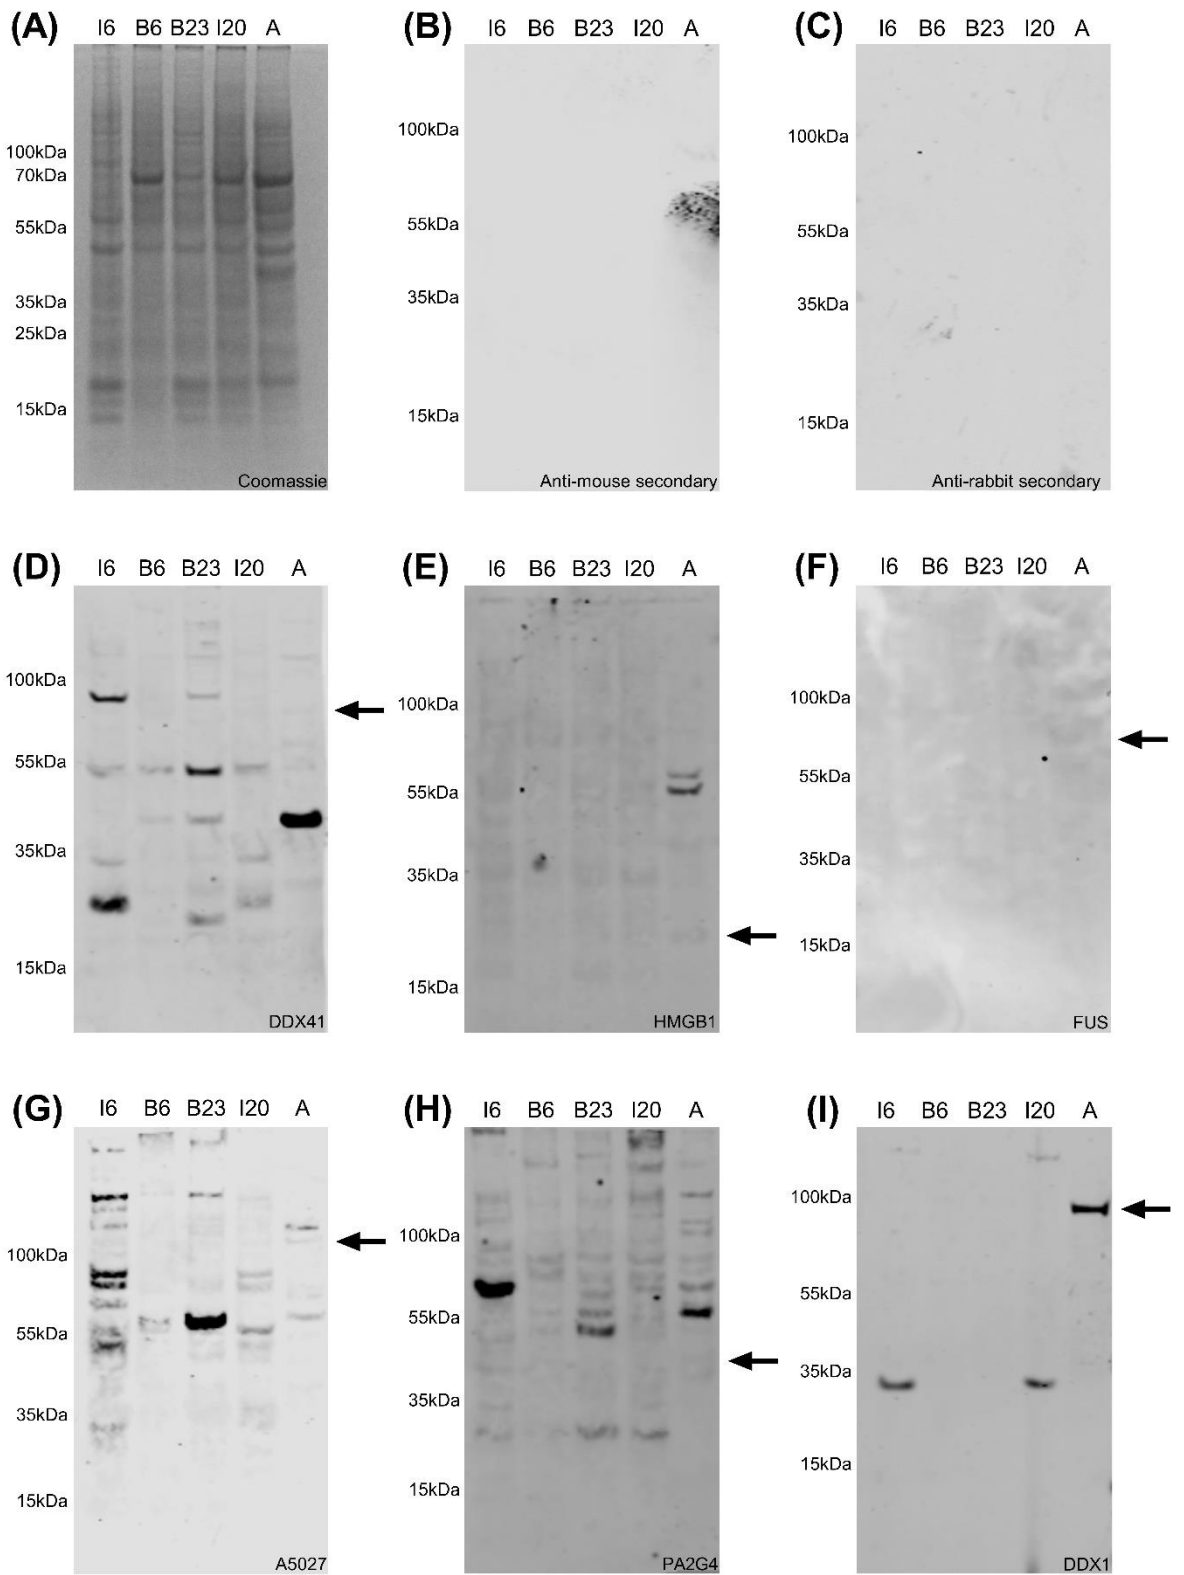 (A) I6 B6 B23 I20 A
100kDa
70kDa
55kDa
35kDa
25kDa
15kDa
Coomassie
(B) I6 B6 B23 I20 A
100kDa
55kDa
35kDa
15kDa
Anti-mouse secondary
(C) I6 B6 B23 I20 A
100kDa
55kDa
35kDa
15kDa
Anti-rabbit secondary
(D) I6 B6 B23 I20 A
100kDa
55kDa
35kDa
15kDa
DDX41
(E) I6 B6 B23 I20 A
100kDa
55kDa
35kDa
15kDa
HMGB1
(F) I6 B6 B23 I20 A
100kDa
55kDa
35kDa
15kDa
FUS
(G) I6 B6 B23 I20 A
100kDa
55kDa
35kDa
15kDa
A5027
(H) I6 B6 B23 I20 A
100kDa
55kDa
35kDa
15kDa
PA2G4
(I) I6 B6 B23 I20 A
100kDa
55kDa
35kDa
15kDa
DDX1